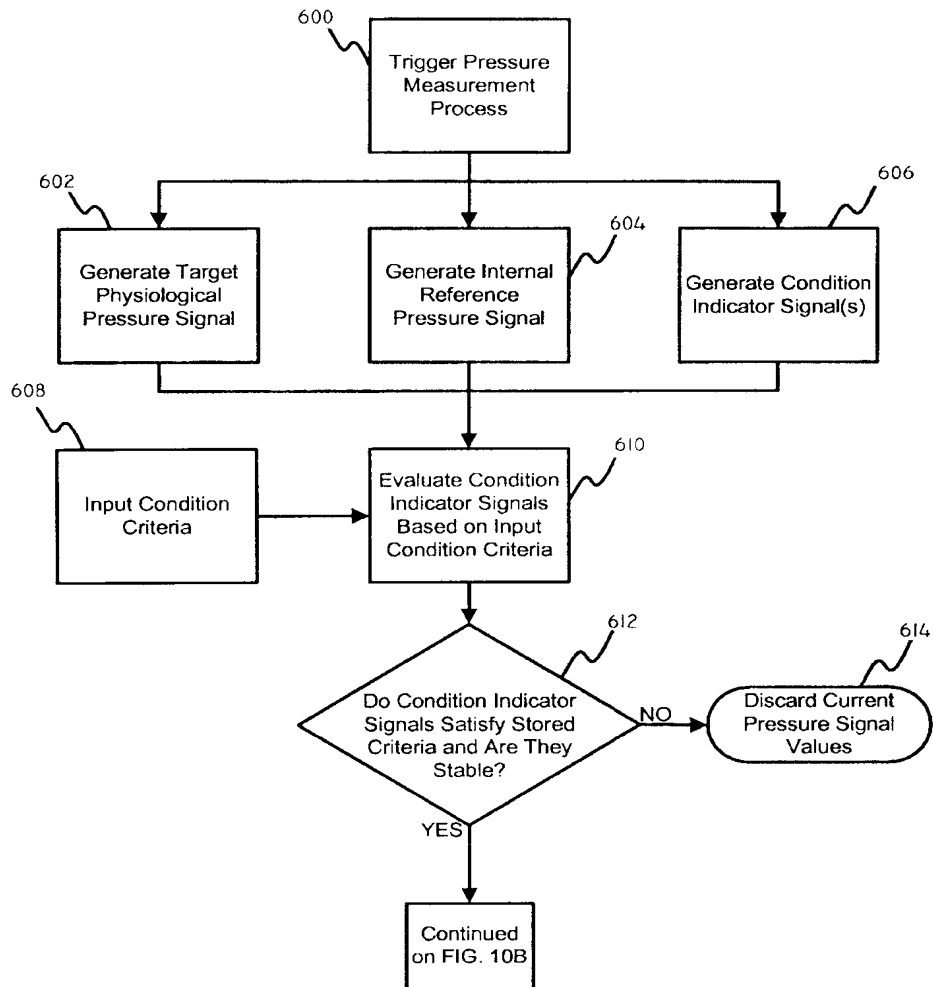 600
Trigger Pressure
Measurement
Process
602
604
606
Generate Target
Physiological
Pressure Signal
Generate Internal
Reference
Pressure Signal
Generate Condition
Indicator Signal(s)
608
610
Input Condition
Criteria
Evaluate Condition
Indicator Signals
Based on Input
Condition Criteria
612
614
Do Condition Indicator
Signals Satisfy Stored
Criteria and Are They
Stable?
NO
Discard Current
Pressure Signal
Values
YES
Continued
on FIG. 10B